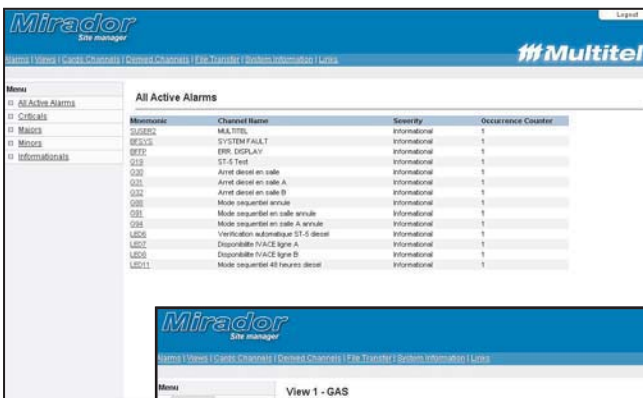 Logout
Mirador
Site manager
Multitel
Alarms | Views | Cards Channels | Derived Channels | File Transfer | System Information | Links
Menu
All Active Alarms
Criticals
Majors
Minors
Informationals
All Active Alarms
Mnemonic Channel Name Severity Occurrence Counter
SUSER2 MULTITEL Informational 1
BFSYS SYSTEM FAULT Informational 1
BFFP ERR. DISPLAY Informational 1
G19 ST-5 Test Informational 1
G30 Arret diesel en salle Informational 1
G31 Arret diesel en salle A Informational 1
G32 Arret diesel en salle B Informational 1
Mode sequentiel annule Informational 1
G91 Mode sequentiel en salle annule Informational 1
G94 Mode sequentiel en salle A annule Informational 1
LED6 Verification automatique ST-5 diesel Informational 1
LED7 Disponibilite IVACE ligne A Informational 1
LED8 Disponibilite IVACE ligne B Informational 1
LED11 Mode sequentiel 48 heures diesel Informational 1
Mirador
Site manager
Alarms | Views | Cards Channels | Derived Channels | File Transfer | System Information | Links
Menu
View 1 - GAS